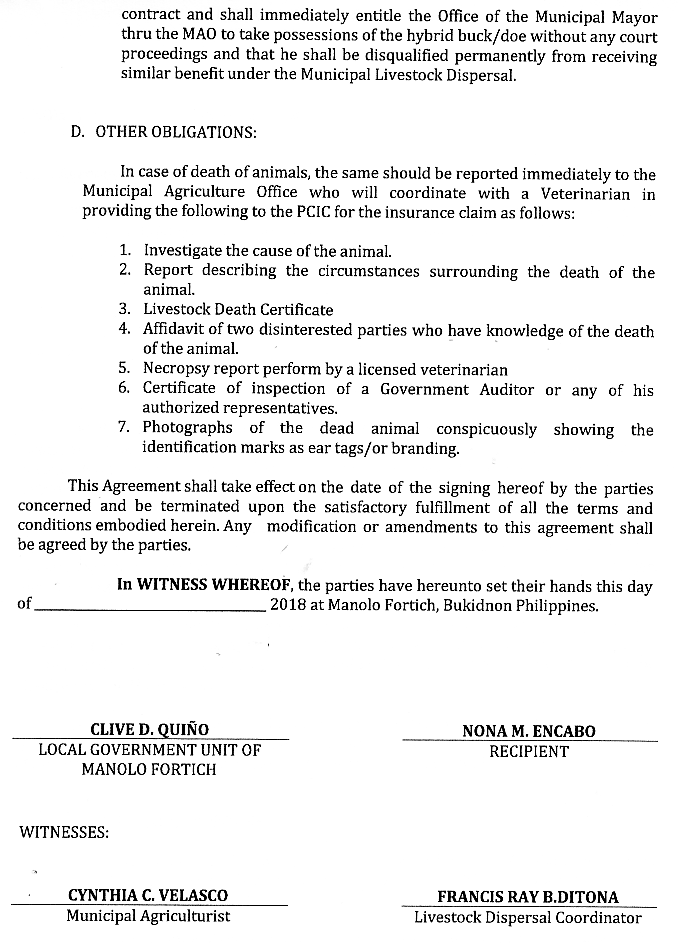 contract and shall immediately entitle the Office of the Municipal Mayor
thru the MAO to take possessions of the hybrid buck/doe without any court
proceedings and that he shall be disqualified permanently from receiving
similar benefit under the Municipal Livestock Dispersal.
D. OTHER OBLIGATIONS:
In case of death of animals, the same should be reported immediately to the
Municipal Agriculture Office who will coordinate with a Veterinarian in
providing the following to the PCIC for the insurance claim as follows:
1. Investigate the cause of the animal.
2. Report describing the circumstances surrounding the death of the
animal.
3. Livestock Death Certificate
4. Affidavit of two disinterested parties who have knowledge of the death
of the animal.
5. Necropsy report perform by a licensed veterinarian
6. Certificate of inspection of a Government Auditor or any of his
authorized representatives.
7. Photographs of the dead animal conspicuously showing the
identification marks as ear tags/or branding.
This Agreement shall take effect on the date of the signing hereof by the parties
concerned and be terminated upon the satisfactory fulfillment of all the terms and
conditions embodied herein. Any modification or amendments to this agreement shall
be agreed by the parties.
In WITNESS WHEREOF, the parties have hereunto set their hands this day
of ____________________ 2018 at Manolo Fortich, Bukidnon Philippines.
CLIVE D. QUIÑO NONA M. ENCABO
LOCAL GOVERNMENT UNIT OF RECIPIENT
MANOLO FORTICH
WITNESSES:
CYNTHIA C. VELASCO FRANCIS RAY B.DITONA
Municipal Agriculturist Livestock Dispersal Coordinator